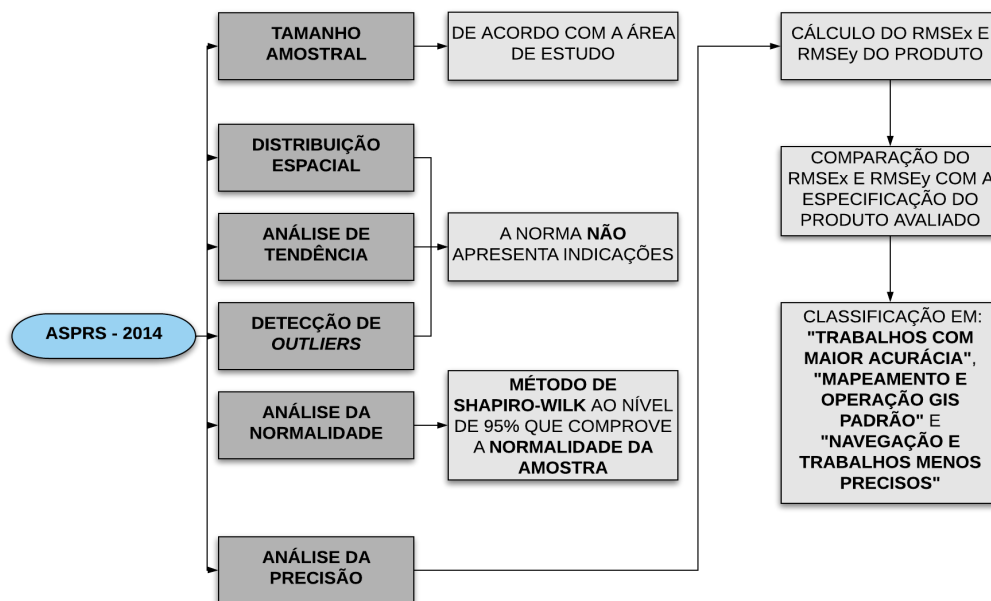 ASPRS - 2014
TAMANHO
AMOSTRAL
DE ACORDO COM A ÁREA
DE ESTUDO
DISTRIBUIÇÃO
ESPACIAL
ANÁLISE DE
TENDÊNCIA
DETECÇÃO DE
OUTLIERS
A NORMA NÃO
APRESENTA INDICAÇÕES
ANÁLISE DA
NORMALIDADE
MÉTODO DE
SHAPIRO-WILK AO NÍVEL
DE 95% QUE COMPROVE
A NORMALIDADE DA
AMOSTRA
ANÁLISE DA
PRECISÃO
CÁLCULO DO RMSEx E
RMSEy DO PRODUTO
COMPARAÇÃO DO
RMSEx E RMSEy COM A
ESPECIFICAÇÃO DO
PRODUTO AVALIADO
CLASSIFICAÇÃO EM:
"TRABALHOS COM
MAIOR ACURÁCIA",
"MAPEAMENTO E
OPERAÇÃO GIS
PADRÃO" E
"NAVEGAÇÃO E
TRABALHOS MENOS
PRECISOS"